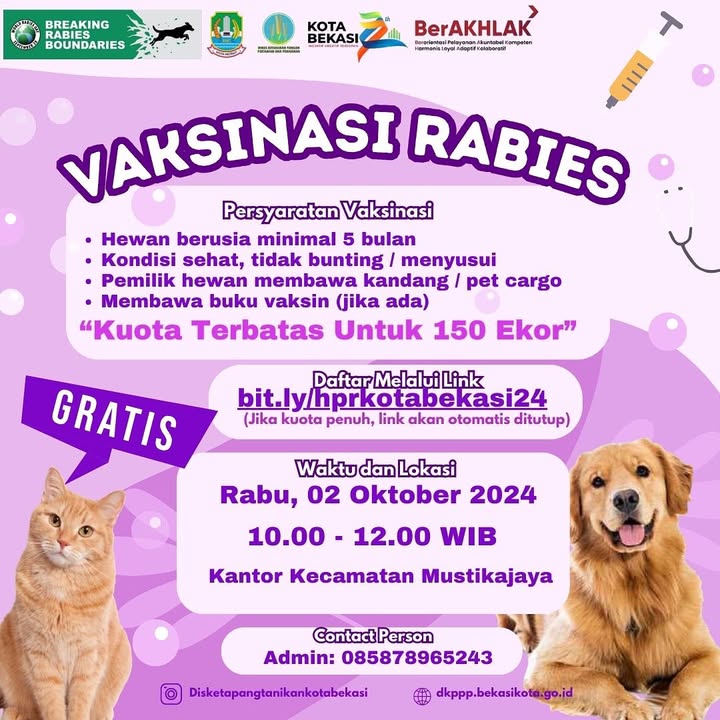 BREAKING
RABIES
BOUNDARIES
KOTA
BEKASI
BerAKHLAK
Berorientasi Pelayanan Akuntabel Kompeten
Harmonis Loyal Adaptif Kolaboratif
VAKSINASI RABIES
Persyaratan Vaksinasi
• Hewan berusia minimal 5 bulan
• Kondisi sehat, tidak bunting / menyusui
• Pemilik hewan membawa kandang / pet cargo
• Membawa buku vaksin (jika ada)
“Kuota Terbatas Untuk 150 Ekor”
Daftar Melalui Link
bit.ly/hprkotabekasi24
(Jika kuota penuh, link akan otomatis ditutup)
GRATIS
Waktu dan Lokasi
Rabu, 02 Oktober 2024
10.00 - 12.00 WIB
Kantor Kecamatan Mustikajaya
Contact Person
Admin: 085878965243
Disketapangtanikankotabekasi
dkppp.bekasikota.go.id